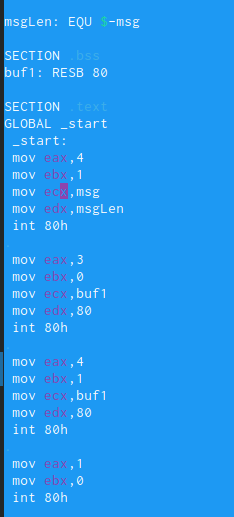 msgLen: EQU $-msg
SECTION .bss
buf1: RESB 80
SECTION .text
GLOBAL _start
_start:
mov eax,4
mov ebx,1
mov ecx,msg
mov edx,msgLen
int 80h
mov eax,3
mov ebx,0
mov ecx,buf1
mov edx,80
int 80h
mov eax,4
mov ebx,1
mov ecx,buf1
mov edx,80
int 80h
mov eax,1
mov ebx,0
int 80h